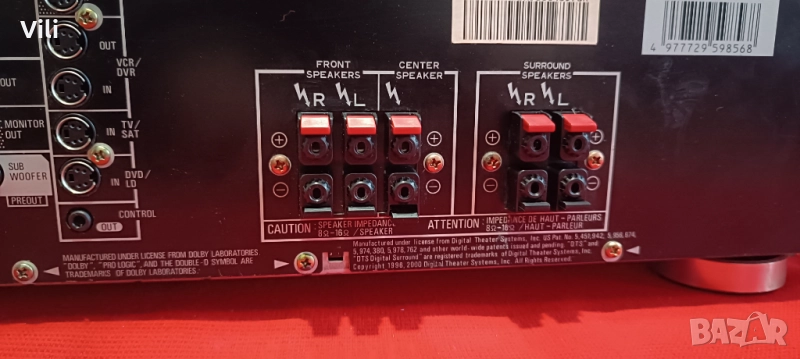 Vili
OUT
VCR/
DVR
IN
OUT
MONITOR
OUT
IN
TV/
SAT
SUB
WOOFER
PREOUT
IN
DVD/
LD
CONTROL
OUT
FRONT
SPEAKERS
CENTER
SPEAKER
R
L
+
−
+
−
SURROUND
SPEAKERS
R
L
+
−
+
−
4 977729 598568
CAUTION: SPEAKER IMPEDANCE
8Ω–16Ω / SPEAKER
ATTENTION: IMPEDANCE DE HAUT-PARLEURS
8Ω–16Ω / HAUT-PARLEUR
MANUFACTURED UNDER LICENSE FROM DOLBY LABORATORIES.
"DOLBY", "PRO LOGIC", AND THE DOUBLE-D SYMBOL ARE
TRADEMARKS OF DOLBY LABORATORIES.
Manufactured under license from Digital Theater Systems, Inc. US Pat. No. 5,451,942, 5,956,674,
5,974,380, 5,978,762 and other world-wide patents issued and pending. "DTS" and
"DTS Digital Surround" are registered trademarks of Digital Theater Systems, Inc.
Copyright 1996, 2000 Digital Theater Systems, Inc. All Rights Reserved.
BAZAR